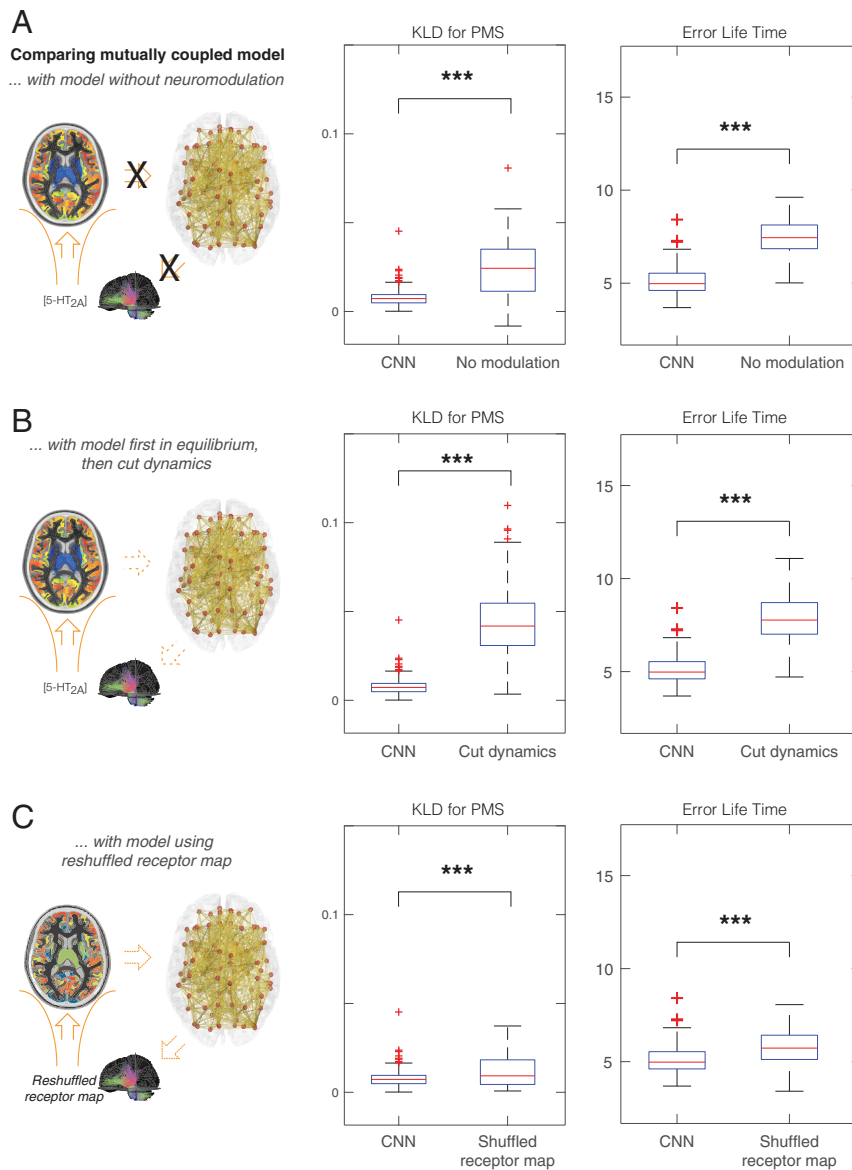 A
Comparing mutually coupled model
... with model without neuromodulation
X
X
[5-HT2A]
KLD for PMS
0.1
0
***
CNN No modulation
Error Life Time
15
10
5
***
CNN No modulation
B
... with model first in equilibrium,
then cut dynamics
[5-HT2A]
KLD for PMS
0.1
0
***
CNN Cut dynamics
Error Life Time
15
10
5
***
CNN Cut dynamics
C
... with model using
reshuffled receptor map
Reshuffled
receptor map
KLD for PMS
0.1
0
***
CNN Shuffled
receptor map
Error Life Time
15
10
5
***
CNN Shuffled
receptor map